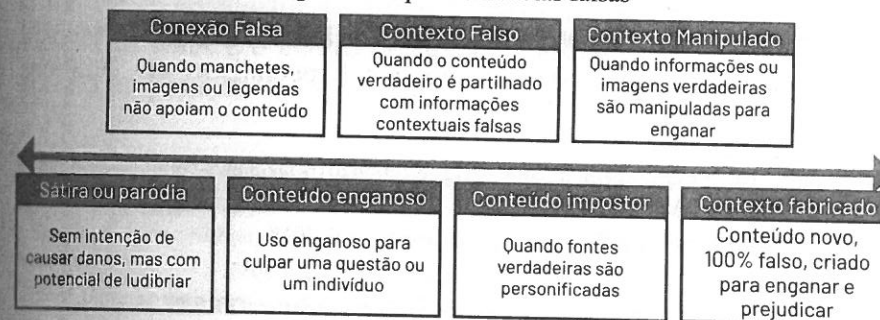 Conexão Falsa
Quando manchetes,
imagens ou legendas
não apoiam o conteúdo
Contexto Falso
Quando o conteúdo
verdadeiro é partilhado
com informações
contextuais falsas
Contexto Manipulado
Quando informações ou
imagens verdadeiras
são manipuladas para
enganar
Sátira ou paródia
Sem intenção de
causar danos, mas com
potencial de ludibriar
Conteúdo enganoso
Uso enganoso para
culpar uma questão ou
um indivíduo
Conteúdo impostor
Quando fontes
verdadeiras são
personificadas
Contexto fabricado
Conteúdo novo,
100% falso, criado
para enganar e
prejudicar